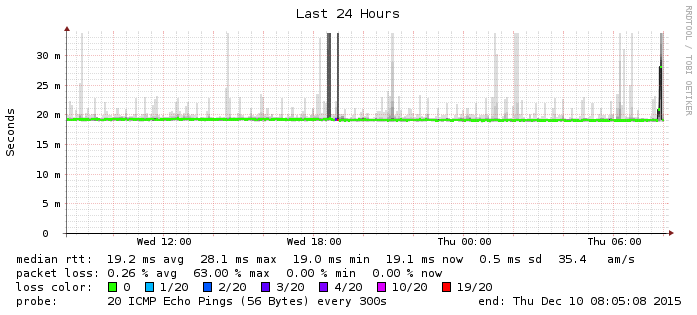 Last 24 Hours
RRDTOOL / TOBI OETIKER
Seconds
30 m
25 m
20 m
15 m
10 m
5 m
0
Wed 12:00 Wed 18:00 Thu 00:00 Thu 06:00
median rtt: 19.2 ms avg 28.1 ms max 19.0 ms min 19.1 ms now 0.5 ms sd 35.4 am/s
packet loss: 0.26 % avg 63.00 % max 0.00 % min 0.00 % now
loss color: 0 1/20 2/20 3/20 4/20 10/20 19/20
probe: 20 ICMP Echo Pings (56 Bytes) every 300s end: Thu Dec 10 08:05:08 2015